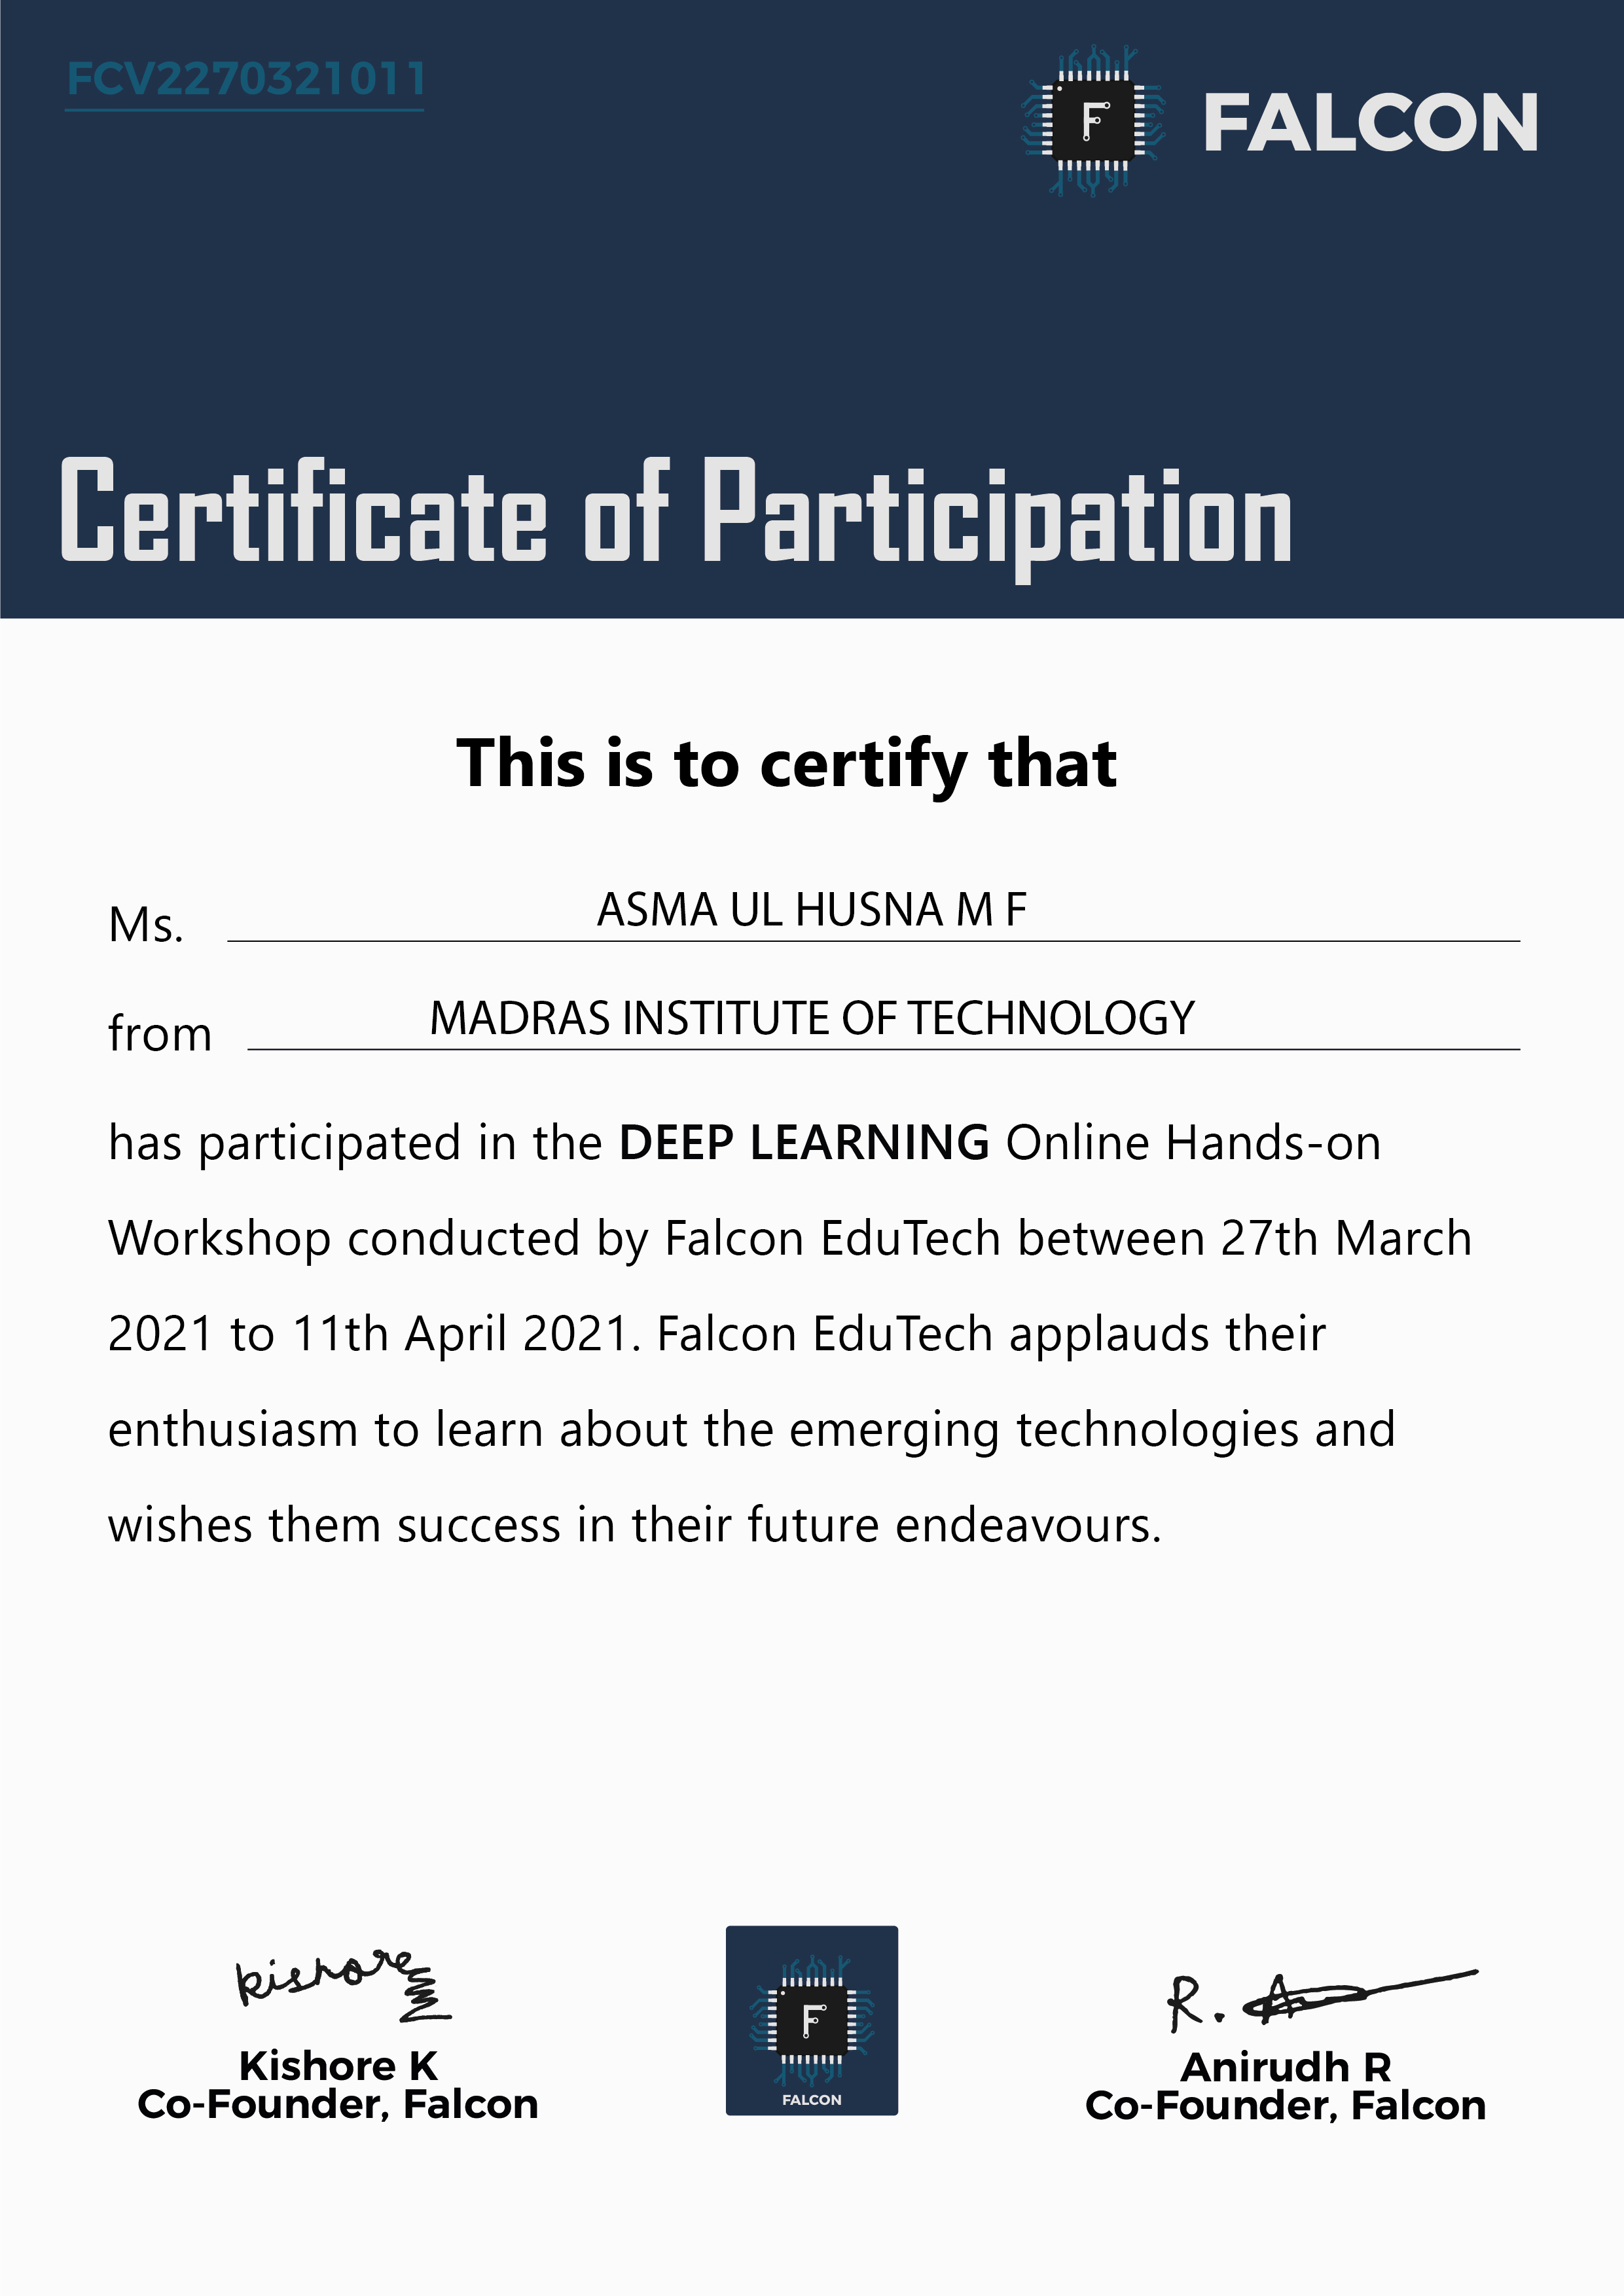 FCV2270321011
F
FALCON
Certificate of Participation
This is to certify that
Ms. ASMA UL HUSNA M F
from MADRAS INSTITUTE OF TECHNOLOGY
has participated in the DEEP LEARNING Online Hands-on
Workshop conducted by Falcon EduTech between 27th March
2021 to 11th April 2021. Falcon EduTech applauds their
enthusiasm to learn about the emerging technologies and
wishes them success in their future endeavours.
kishore
Kishore K
Co-Founder, Falcon
F
FALCON
R. A
Anirudh R
Co-Founder, Falcon